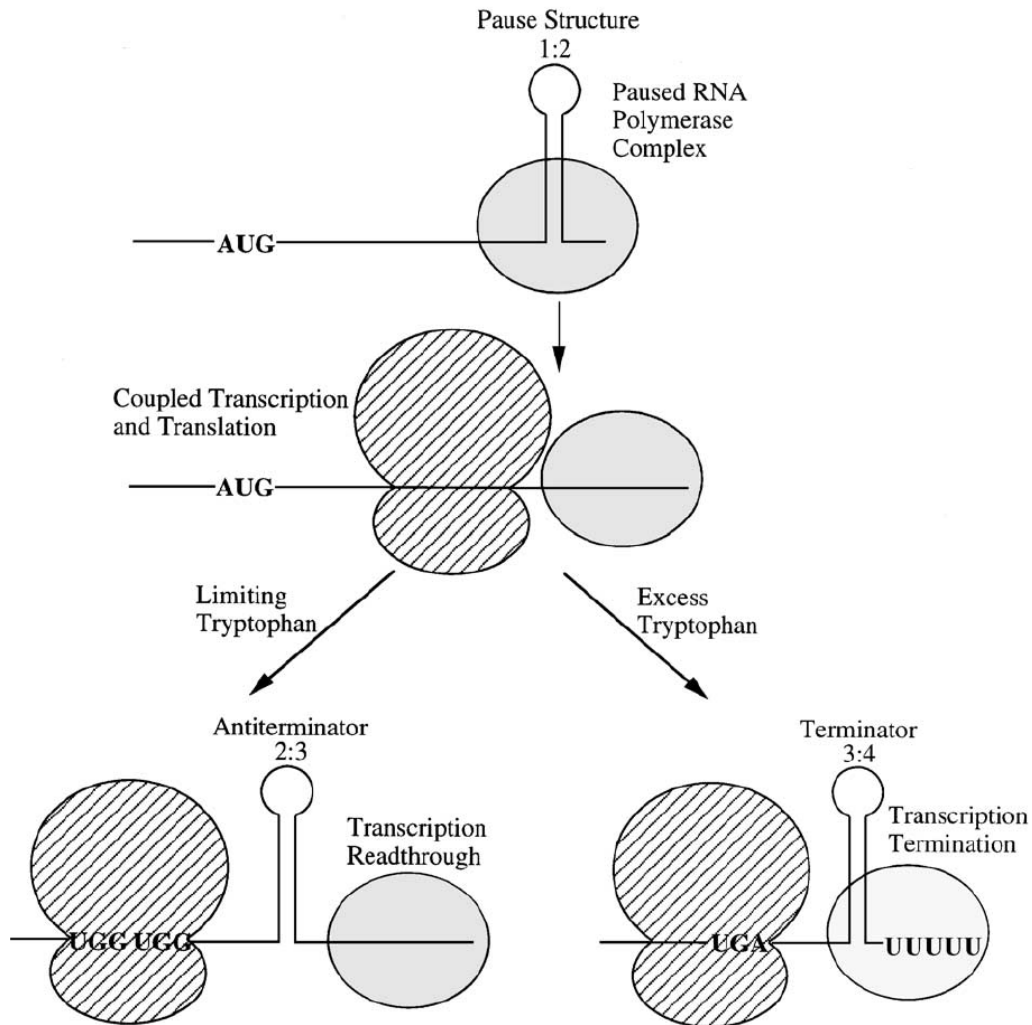 Pause Structure
1:2
Paused RNA
Polymerase
Complex
AUG
Coupled Transcription
and Translation
AUG
Limiting
Tryptophan
Excess
Tryptophan
Antiterminator
2:3
Transcription
Readthrough
UGG UGG
Terminator
3:4
Transcription
Termination
UGA
UUUUU